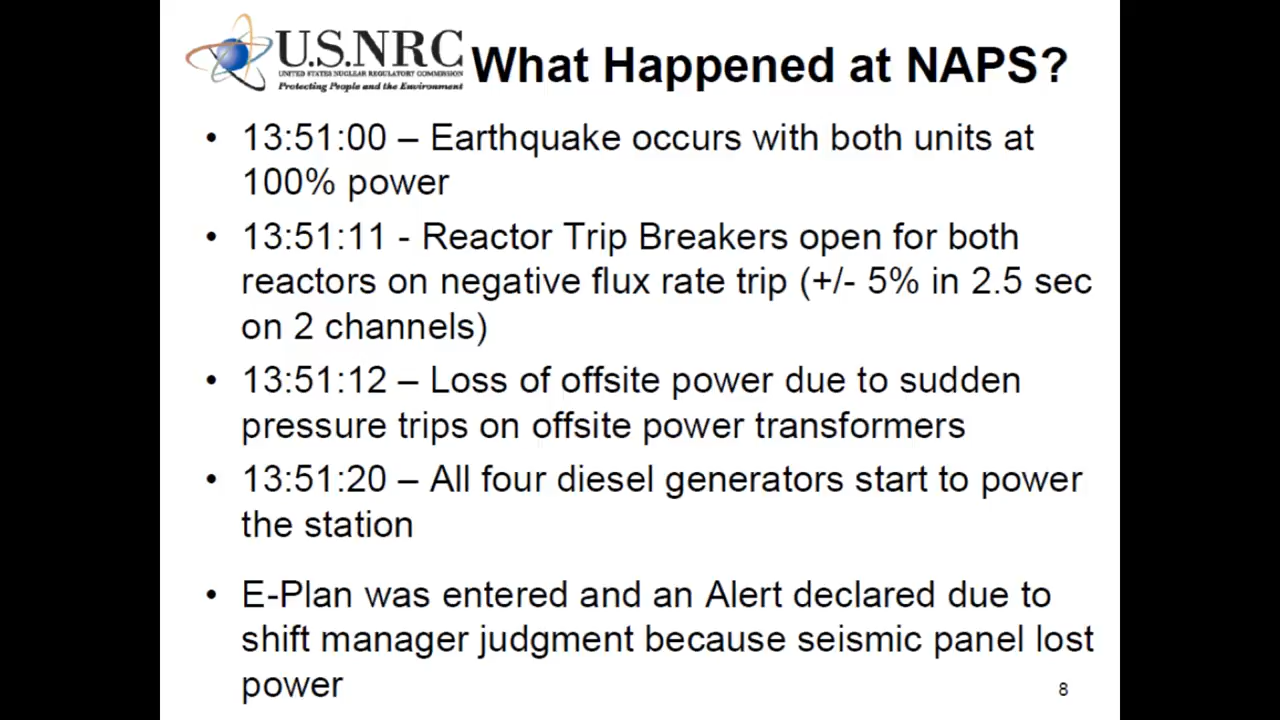 U.S.NRC
UNITED STATES NUCLEAR REGULATORY COMMISSION
Protecting People and the Environment
What Happened at NAPS?
• 13:51:00 – Earthquake occurs with both units at
100% power
• 13:51:11 - Reactor Trip Breakers open for both
reactors on negative flux rate trip (+/- 5% in 2.5 sec
on 2 channels)
• 13:51:12 – Loss of offsite power due to sudden
pressure trips on offsite power transformers
• 13:51:20 – All four diesel generators start to power
the station
• E-Plan was entered and an Alert declared due to
shift manager judgment because seismic panel lost
power
8